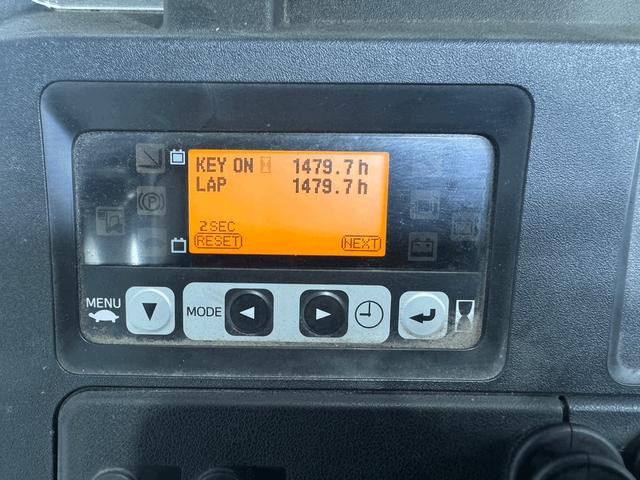 KEY ON 1479.7h
LAP 1479.7h
2SEC
RESET NEXT
MENU
MODE